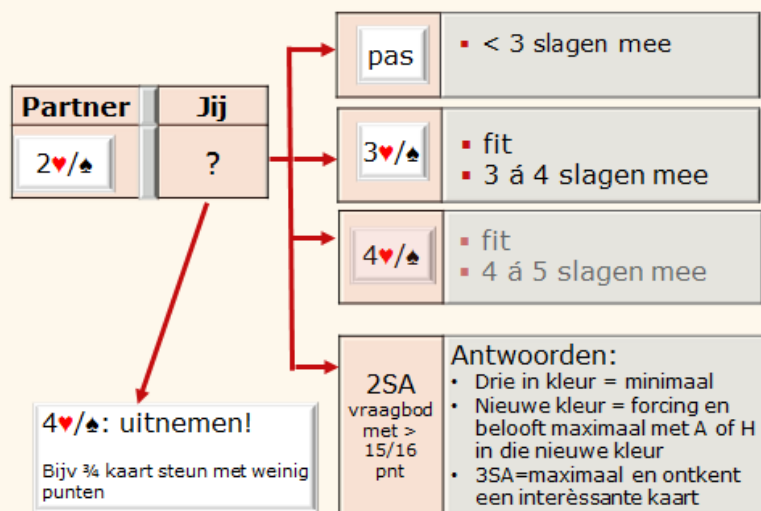 Partner Jij
2♥/♠ ?
pas
▪ < 3 slagen mee
3♥/♠
▪ fit
▪ 3 á 4 slagen mee
4♥/♠
▪ fit
▪ 4 á 5 slagen mee
2SA
vraagbod
met >
15/16
pnt
Antwoorden:
• Drie in kleur = minimaal
• Nieuwe kleur = forcing en
belooft maximaal met A of H
in die nieuwe kleur
• 3SA=maximaal en ontkent
een interèssante kaart
4♥/♠: uitnemen!
Bijv ¾ kaart steun met weinig
punten